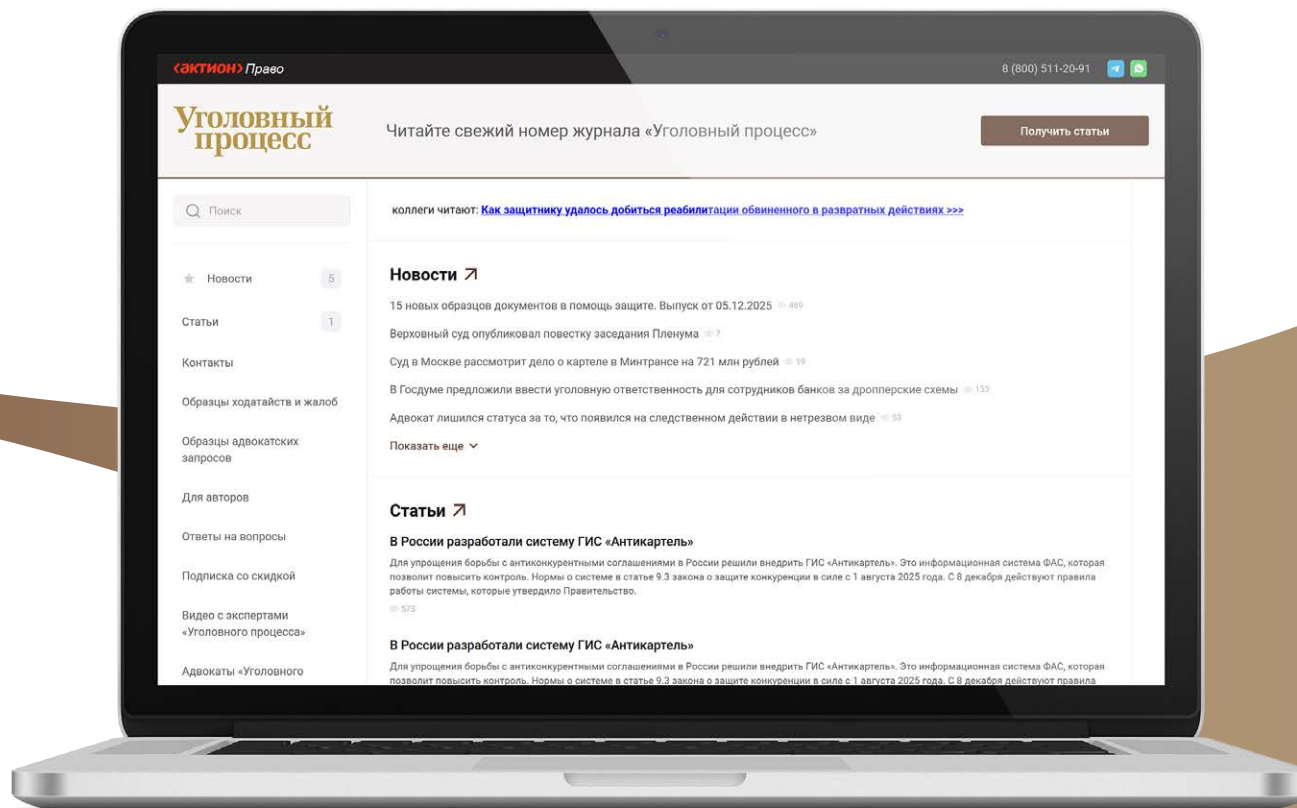 ‹актион› Право
8 (800) 511-20-91
Уголовный
процесс
Читайте свежий номер журнала «Уголовный процесс»
Получить статьи
Поиск
коллеги читают: Как защитнику удалось добиться реабилитации обвиненного в развратных действиях >>>
Новости 5
Статьи 1
Контакты
Образцы ходатайств и жалоб
Образцы адвокатских
запросов
Для авторов
Ответы на вопросы
Подписка со скидкой
Видео с экспертами
«Уголовного процесса»
Адвокаты «Уголовного
Новости
15 новых образцов документов в помощь защите. Выпуск от 05.12.2025 469
Верховный суд опубликовал повестку заседания Пленума 7
Суд в Москве рассмотрит дело о картеле в Минтрансе на 721 млн рублей 19
В Госдуме предложили ввести уголовную ответственность для сотрудников банков за дропперские схемы 133
Адвокат лишился статуса за то, что появился на следственном действии в нетрезвом виде 53
Показать еще
Статьи
В России разработали систему ГИС «Антикартель»
Для упрощения борьбы с антиконкурентными соглашениями в России решили внедрить ГИС «Антикартель». Это информационная система ФАС, которая
позволит повысить контроль. Нормы о системе в статье 9.3 закона о защите конкуренции в силе с 1 августа 2025 года. С 8 декабря действуют правила
работы системы, которые утвердило Правительство.
573
В России разработали систему ГИС «Антикартель»
Для упрощения борьбы с антиконкурентными соглашениями в России решили внедрить ГИС «Антикартель». Это информационная система ФАС, которая
позволит повысить контроль. Нормы о системе в статье 9.3 закона о защите конкуренции в силе с 1 августа 2025 года. С 8 декабря действуют правила